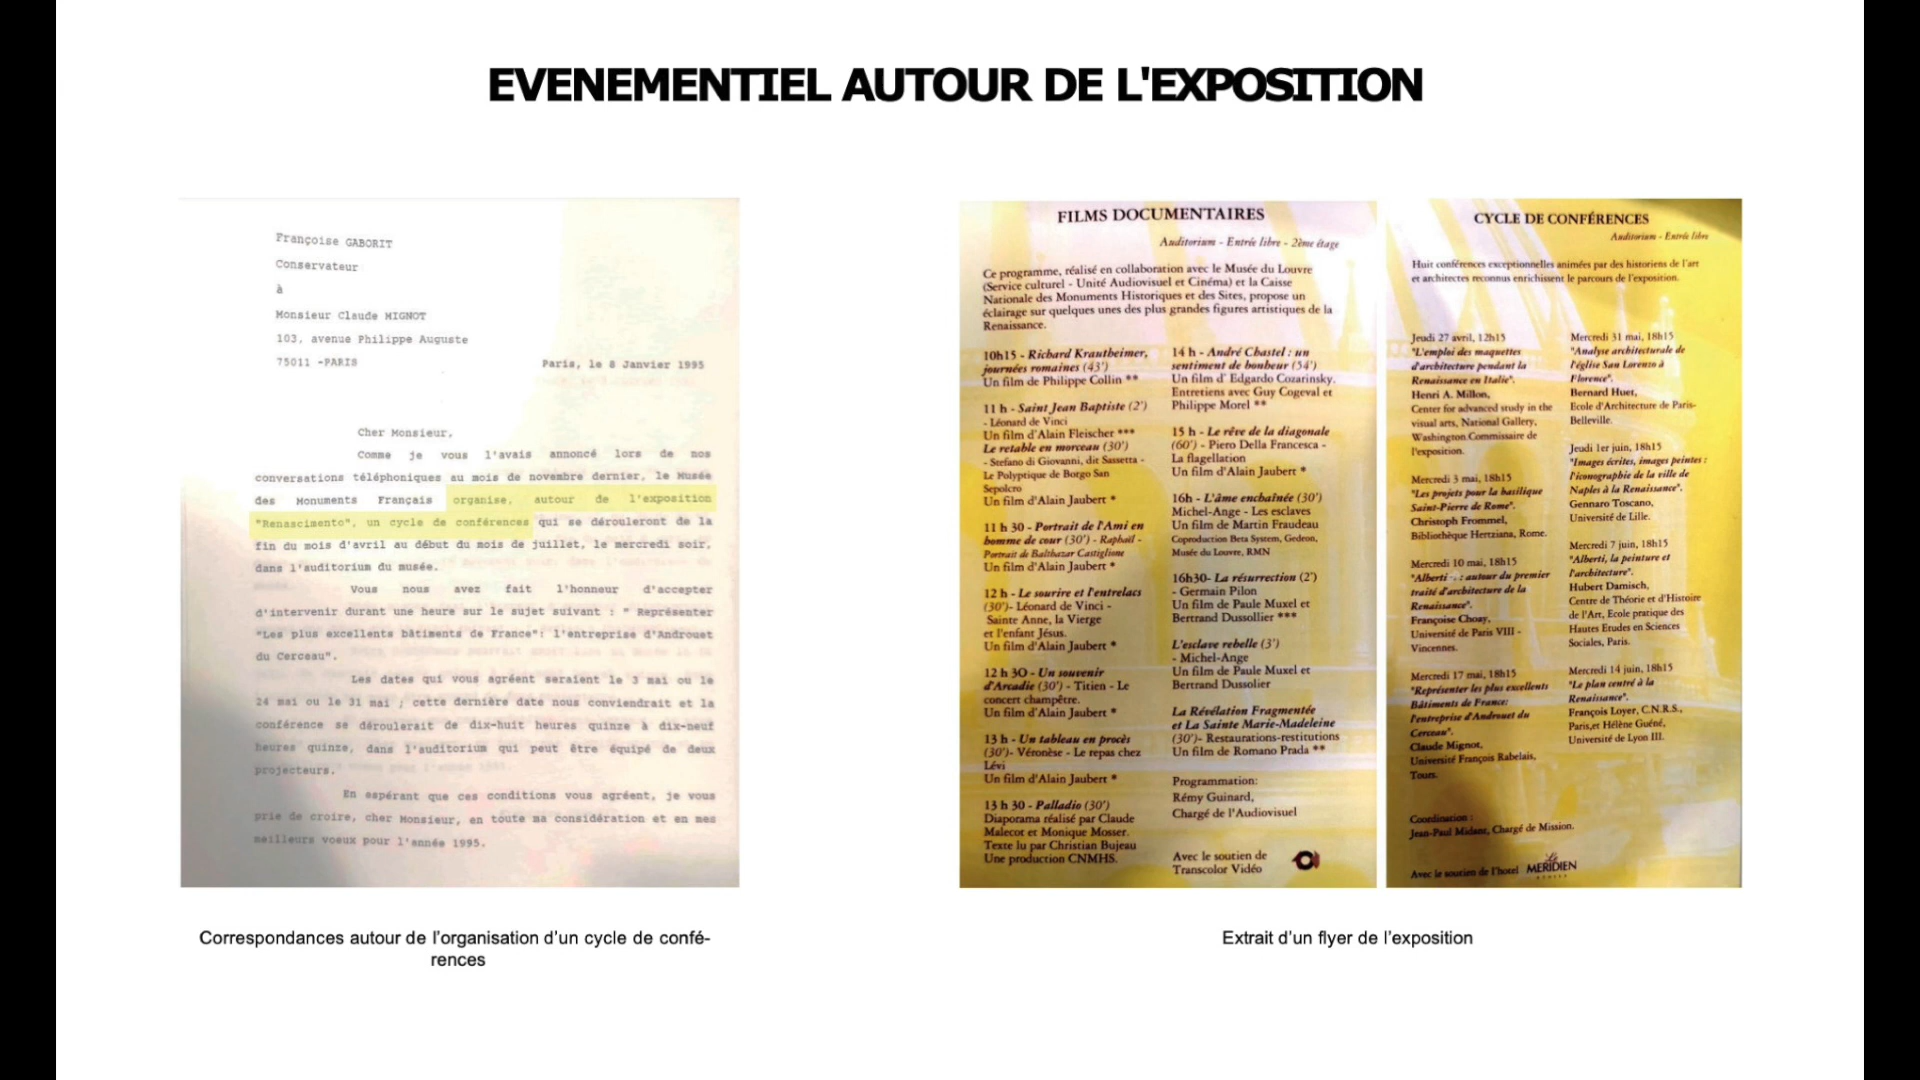 EVENEMENTIEL AUTOUR DE L'EXPOSITION
Françoise GABORIT
Conservateur
à
Monsieur Claude MIGNOT
103, avenue Philippe Auguste
75011 -PARIS
Paris, le 8 Janvier 1995
Cher Monsieur,
Comme je vous l'avais annoncé lors de nos
conversations téléphoniques au mois de novembre dernier, le Musée
des Monuments Français organise, autour de l'exposition
"Renascimento", un cycle de conférences qui se dérouleront de la
fin du mois d'avril au début du mois de juillet, le mercredi soir,
dans l'auditorium du musée.
Vous nous avez fait l'honneur d'accepter
d'intervenir durant une heure sur le sujet suivant : " Représenter
"Les plus excellents bâtiments de France": l'entreprise d'Androuet
du Cerceau".
Les dates qui vous agréent seraient le 3 mai ou le
24 mai ou le 31 mai ; cette dernière date nous conviendrait et la
conférence se déroulerait de dix-huit heures quinze à dix-neuf
heures quinze, dans l'auditorium qui peut être équipé de deux
projecteurs.
En espérant que ces conditions vous agréent, je vous
prie de croire, cher Monsieur, en toute ma considération et en mes
meilleurs voeux pour l'année 1995.
Correspondances autour de l'organisation d'un cycle de confé-
rences
FILMS DOCUMENTAIRES
Auditorium - Entrée libre - 2ème étage
Ce programme, réalisé en collaboration avec le Musée du Louvre
(Service culturel - Unité Audiovisuel et Cinéma) et la Caisse
Nationale des Monuments Historiques et des Sites, propose un
éclairage sur quelques unes des plus grandes figures artistiques de la
Renaissance.
10h15 - Richard Krautheimer,
journées romaines (43')
Un film de Philippe Collin **
11 h - Saint Jean Baptiste (2')
- Léonard de Vinci
Un film d'Alain Fleischer ***
Le retable en morceau (30')
- Stefano di Giovanni, dit Sassetta -
Le Polyptique de Borgo San
Sepolcro
Un film d'Alain Jaubert *
11 h 30 - Portrait de l'Ami en
homme de cour (30') - Raphaël -
Portrait de Balthazar Castiglione
Un film d'Alain Jaubert *
12 h - Le sourire et l'entrelacs
(30')- Léonard de Vinci -
Sainte Anne, la Vierge
et l'enfant Jésus.
Un film d'Alain Jaubert *
12 h 3O - Un souvenir
d'Arcadie (30') - Titien - Le
concert champêtre.
Un film d'Alain Jaubert *
13 h - Un tableau en procès
(30')- Véronèse - Le repas chez
Lévi
Un film d'Alain Jaubert *
13 h 30 - Palladio (30')
Diaporama réalisé par Claude
Malecot et Monique Mosser.
Texte lu par Christian Bujeau
Une production CNMHS.
14 h - André Chastel : un
sentiment de bonheur (54')
Un film d' Edgardo Cozarinsky.
Entretiens avec Guy Cogeval et
Philippe Morel **
15 h - Le rêve de la diagonale
(60') - Piero Della Francesca -
La flagellation
Un film d'Alain Jaubert *
16h - L'âme enchaînée (30')
Michel-Ange - Les esclaves
Un film de Martin Fraudeau
Coproduction Beta System, Gedeon,
Musée du Louvre, RMN
16h30- La résurrection (2')
- Germain Pilon
Un film de Paule Muxel et
Bertrand Dussollier ***
L'esclave rebelle (3')
- Michel-Ange
Un film de Paule Muxel et
Bertrand Dussolier
La Révélation Fragmentée
et La Sainte Marie-Madeleine
(30')- Restaurations-restitutions
Un film de Romano Prada **
Programmation:
Rémy Guinard,
Chargé de l'Audiovisuel
Avec le soutien de
Transcolor Vidéo
CYCLE DE CONFÉRENCES
Auditorium - Entrée libre
Huit conférences exceptionnelles animées par des historiens de l'art
et architectes reconnus enrichissent le parcours de l'exposition.
Jeudi 27 avril, 12h15
"L'emploi des maquettes
d'architecture pendant la
Renaissance en Italie".
Henri A. Millon,
Center for advanced study in the
visual arts, National Gallery,
Washington Commissaire de
l'exposition.
Mercredi 3 mai, 18h15
"Les projets pour la basilique
Saint-Pierre de Rome".
Christoph Frommel,
Bibliothèque Hertziana, Rome.
Mercredi 10 mai, 18h15
"Alberti : autour du premier
traité d'architecture de la
Renaissance".
Françoise Choay,
Université de Paris VIII -
Vincennes.
Mercredi 17 mai, 18h15
"Représenter les plus excellents
Bâtiments de France:
l'entreprise d'Androuet du
Cerceau".
Claude Mignot,
Université François Rabelais,
Tours.
Mercredi 31 mai, 18h15
"Analyse architecturale de
l'église San Lorenzo à
Florence".
Bernard Huet,
Ecole d'Architecture de Paris-
Belleville.
Jeudi 1er juin, 18h15
"Images écrites, images peintes :
l'iconographie de la ville de
Naples à la Renaissance".
Gennaro Toscano,
Université de Lille.
Mercredi 7 juin, 18h15
"Alberti, la peinture et
l'architecture".
Hubert Damisch,
Centre de Théorie et d'Histoire
de l'Art, Ecole pratique des
Hautes Etudes en Sciences
Sociales, Paris.
Mercredi 14 juin, 18h15
"Le plan centré à la
Renaissance".
François Loyer, C.N.R.S.,
Paris,et Hélène Guéné,
Université de Lyon III.
Coordination :
Jean-Paul Midant, Chargé de Mission.
Avec le soutien de l'hotel Le MERIDIEN
Extrait d'un flyer de l'exposition